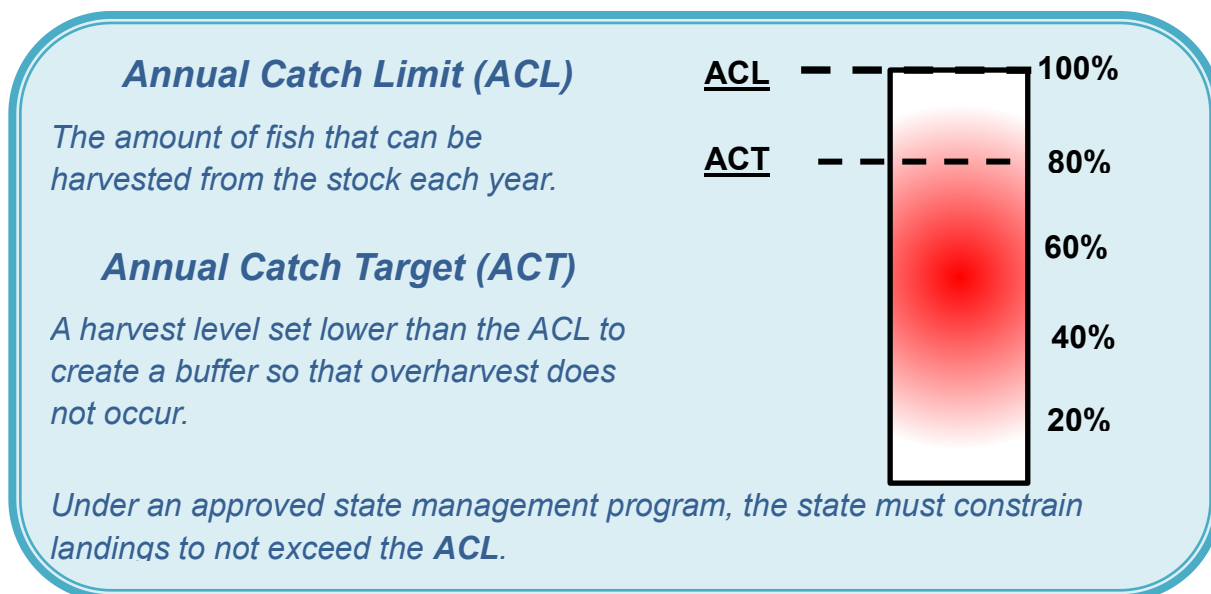 Annual Catch Limit (ACL)
The amount of fish that can be
harvested from the stock each year.
Annual Catch Target (ACT)
A harvest level set lower than the ACL to
create a buffer so that overharvest does
not occur.
Under an approved state management program, the state must constrain
landings to not exceed the ACL.
ACL
100%
ACT
80%
60%
40%
20%